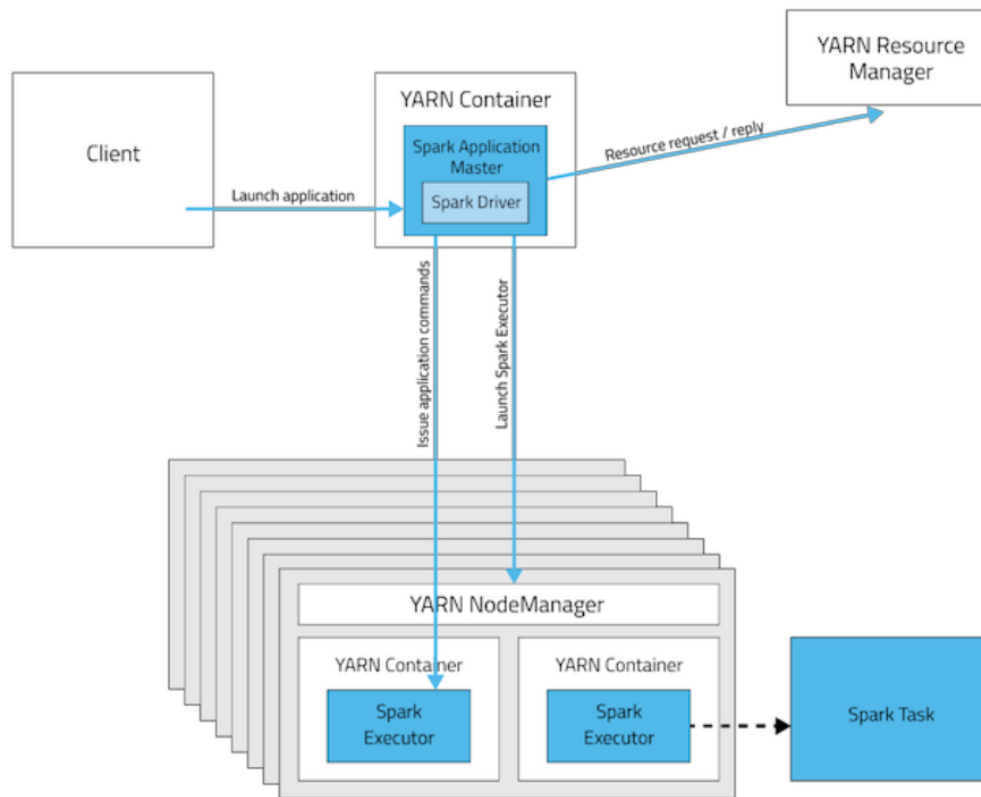 YARN Resource
Manager
YARN Container
Client
Spark Application
Master
Spark Driver
Launch application
Resource request / reply
Issue application commands
Launch Spark Executor
YARN NodeManager
YARN Container
YARN Container
Spark
Executor
Spark
Executor
Spark Task